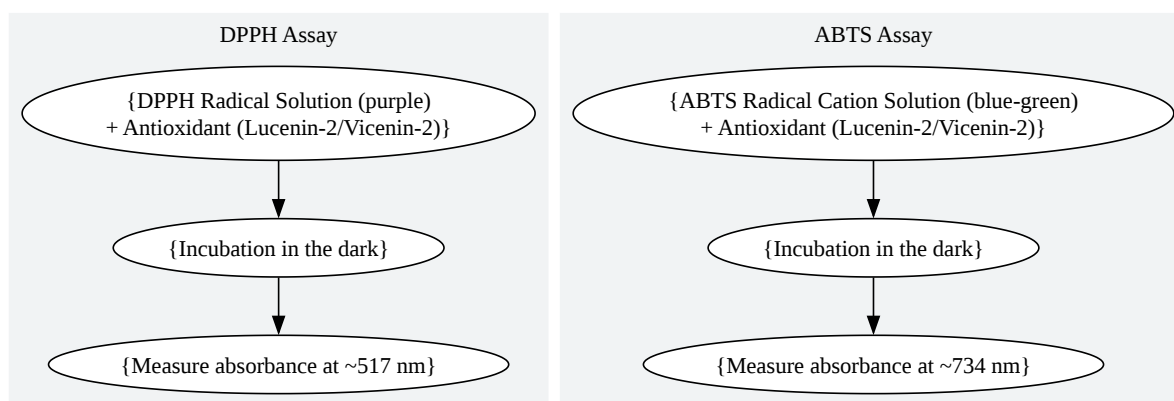 DPPH Assay
{DPPH Radical Solution (purple)
+ Antioxidant (Lucenin-2/Vicenin-2)}
{Incubation in the dark}
{Measure absorbance at ~517 nm}
ABTS Assay
{ABTS Radical Cation Solution (blue-green)
+ Antioxidant (Lucenin-2/Vicenin-2)}
{Incubation in the dark}
{Measure absorbance at ~734 nm}